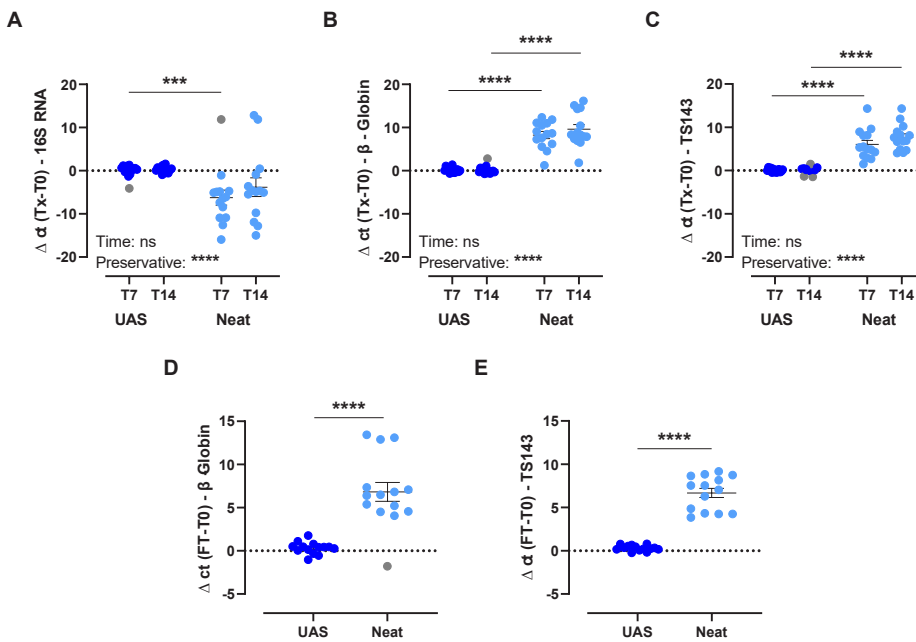 A
Δ ct (Tx-T0) - 16S RNA
20
10
0
-10
-20
***
Time: ns
Preservative: ****
T7 T14 T7 T14
UAS Neat
B
Δ ct (Tx-T0) - β - Globin
20
10
0
-10
-20
****
****
Time: ns
Preservative: ****
T7 T14 T7 T14
UAS Neat
C
Δ ct (Tx-T0) - TS143
20
10
0
-10
-20
****
****
Time: ns
Preservative: ****
T7 T14 T7 T14
UAS Neat
D
Δ ct (FT-T0) - β Globin
15
10
5
0
-5
****
UAS Neat
E
Δ ct (FT-T0) - TS143
15
10
5
0
-5
****
UAS Neat